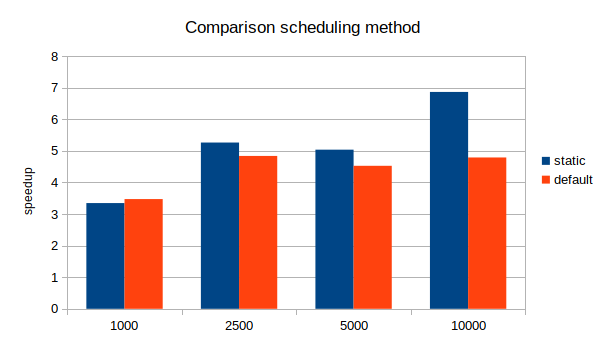 Comparison scheduling method
8
7
6
5
4
3
2
1
0
speedup
1000 2500 5000 10000
static
default